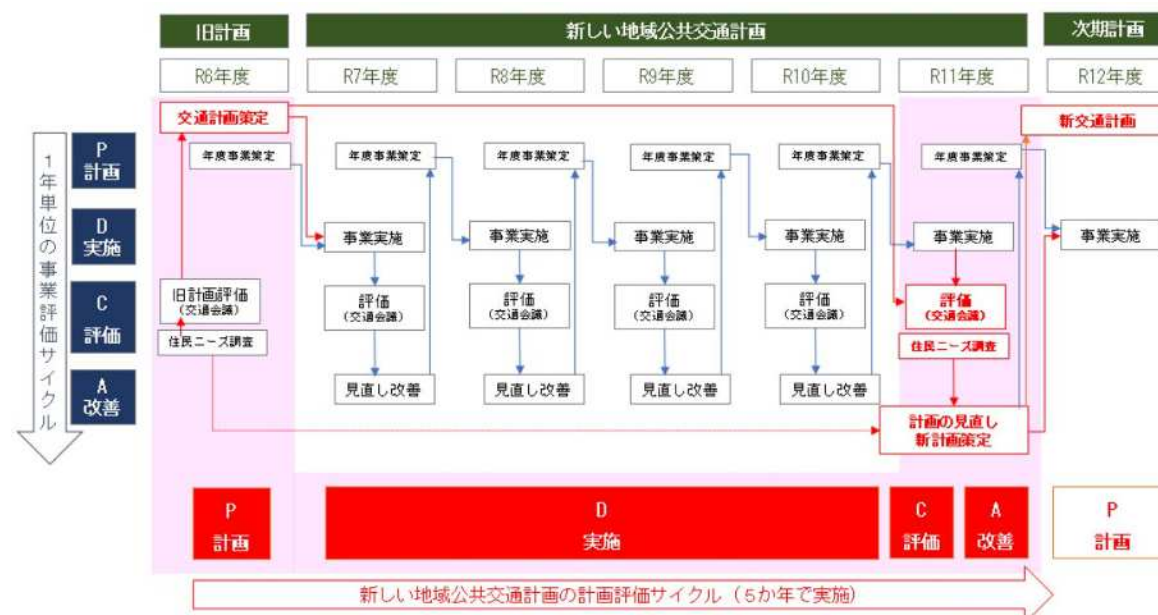 旧計画
新しい地域公共交通計画
次期計画
R6年度
R7年度
R8年度
R9年度
R10年度
R11年度
R12年度
1年単位の事業評価サイクル
P
計画
D
実施
C
評価
A
改善
交通計画策定
新交通計画
年度事業策定
年度事業策定
年度事業策定
年度事業策定
年度事業策定
年度事業策定
事業実施
事業実施
事業実施
事業実施
事業実施
事業実施
旧計画評価
(交通会議)
評価
(交通会議)
評価
(交通会議)
評価
(交通会議)
評価
(交通会議)
評価
(交通会議)
住民ニーズ調査
住民ニーズ調査
見直し改善
見直し改善
見直し改善
見直し改善
計画の見直し
新計画策定
P
計画
D
実施
C
評価
A
改善
P
計画
新しい地域公共交通計画の計画評価サイクル（5か年で実施）